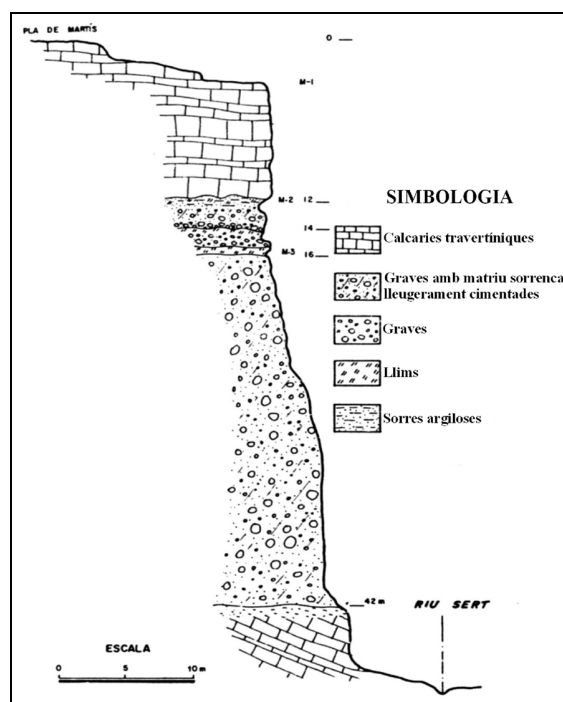 PLA DE MARTÍS
0
M-1
M-2 12
14
M-3 16
SIMBOLOGIA
Calcaries travertíniques
Graves amb matriu sorrenca
lleugerament cimentades
Graves
Llims
Sorres argiloses
42 m
RIU SERT
ESCALA
0 5 10 m